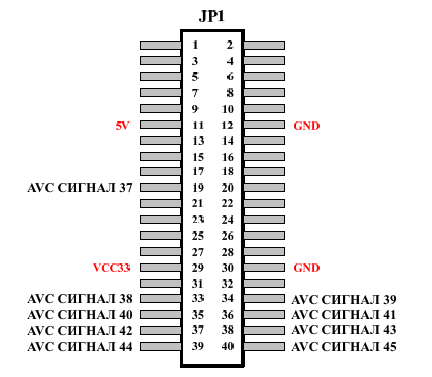 JP1
1 2
3 4
5 6
7 8
9 10
5V 11 12 GND
13 14
15 16
17 18
AVC СИГНАЛ 37 19 20
21 22
23 24
25 26
27 28
VCC33 29 30 GND
31 32
AVC СИГНАЛ 38 33 34 AVC СИГНАЛ 39
AVC СИГНАЛ 40 35 36 AVC СИГНАЛ 41
AVC СИГНАЛ 42 37 38 AVC СИГНАЛ 43
AVC СИГНАЛ 44 39 40 AVC СИГНАЛ 45